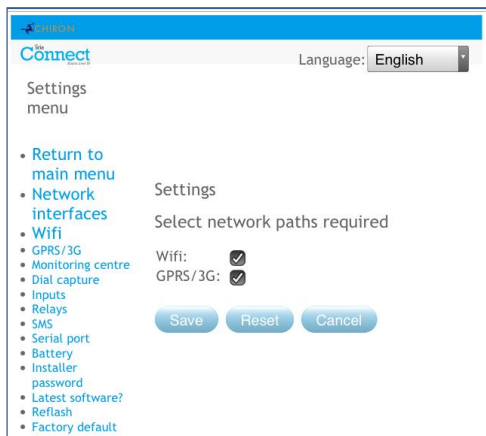 CHIRON
iris
Connect
Language: English
Settings
menu
Return to
main menu
Network
interfaces
Wifi
GPRS/3G
Monitoring centre
Dial capture
Inputs
Relays
SMS
Serial port
Battery
Installer
password
Latest software?
Reflash
Factory default
Settings
Select network paths required
Wifi:
GPRS/3G:
Save Reset Cancel